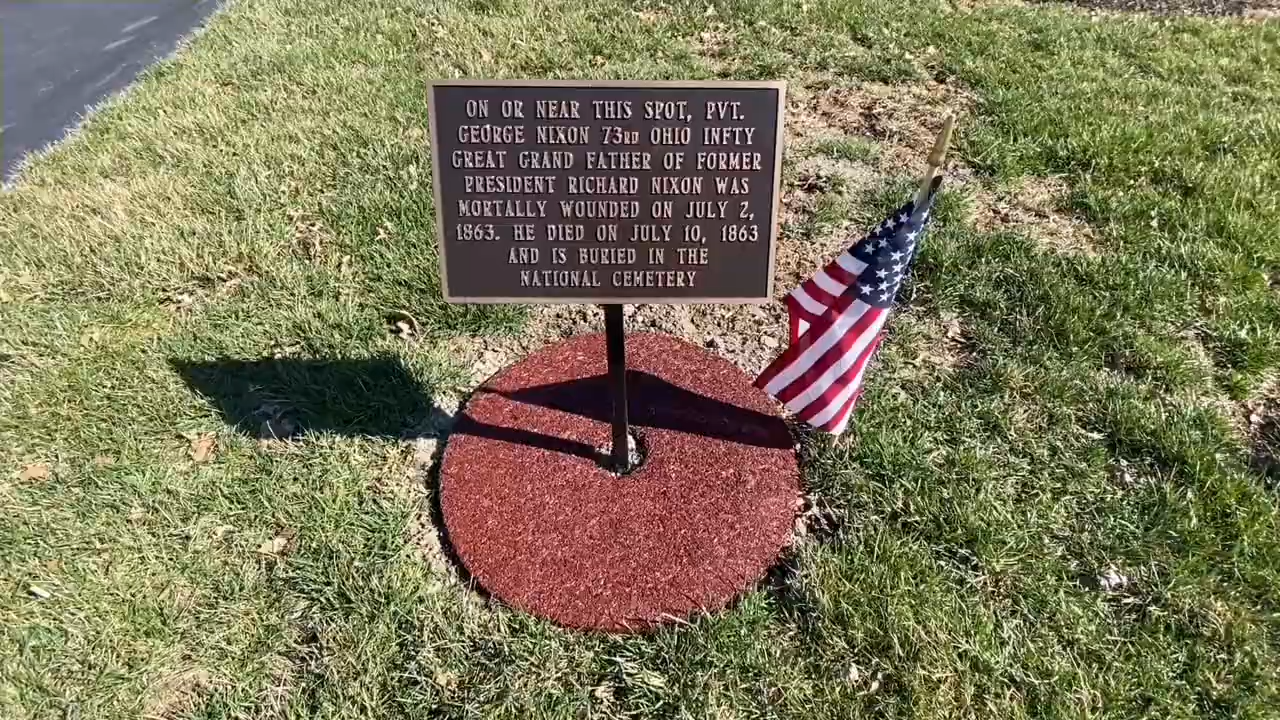 ON OR NEAR THIS SPOT, PVT.
GEORGE NIXON 73RD OHIO INFTY
GREAT GRAND FATHER OF FORMER
PRESIDENT RICHARD NIXON WAS
MORTALLY WOUNDED ON JULY 2,
1863. HE DIED ON JULY 10, 1863
AND IS BURIED IN THE
NATIONAL CEMETERY